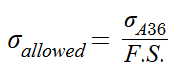 σ_allowed = σ_A36 / F.S.